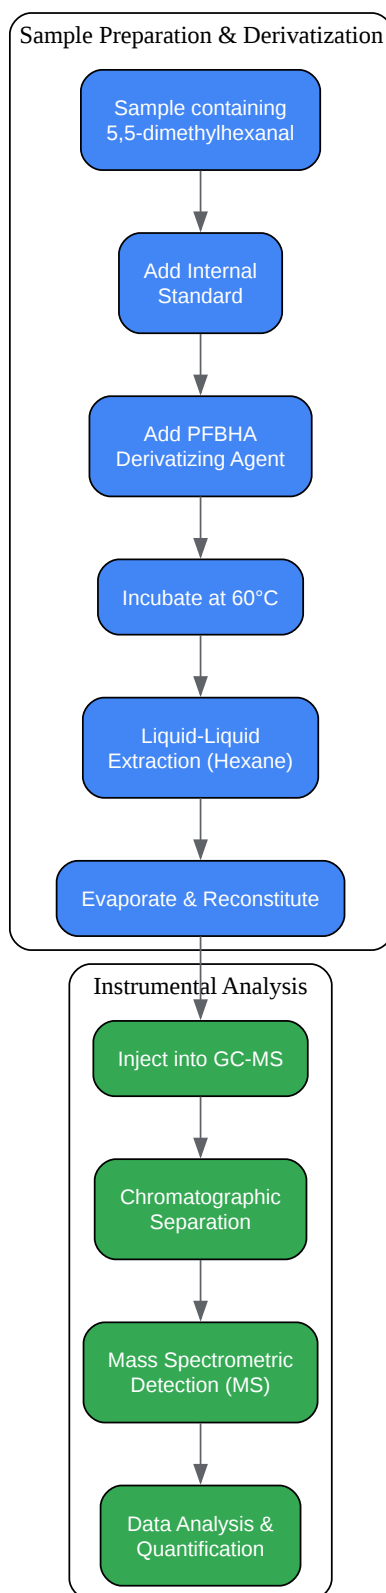 Sample Preparation & Derivatization
Sample containing
5,5-dimethylhexanal
Add Internal
Standard
Add PFBHA
Derivatizing Agent
Incubate at 60°C
Liquid-Liquid
Extraction (Hexane)
Evaporate & Reconstitute
Instrumental Analysis
Inject into GC-MS
Chromatographic
Separation
Mass Spectrometric
Detection (MS)
Data Analysis &
Quantification